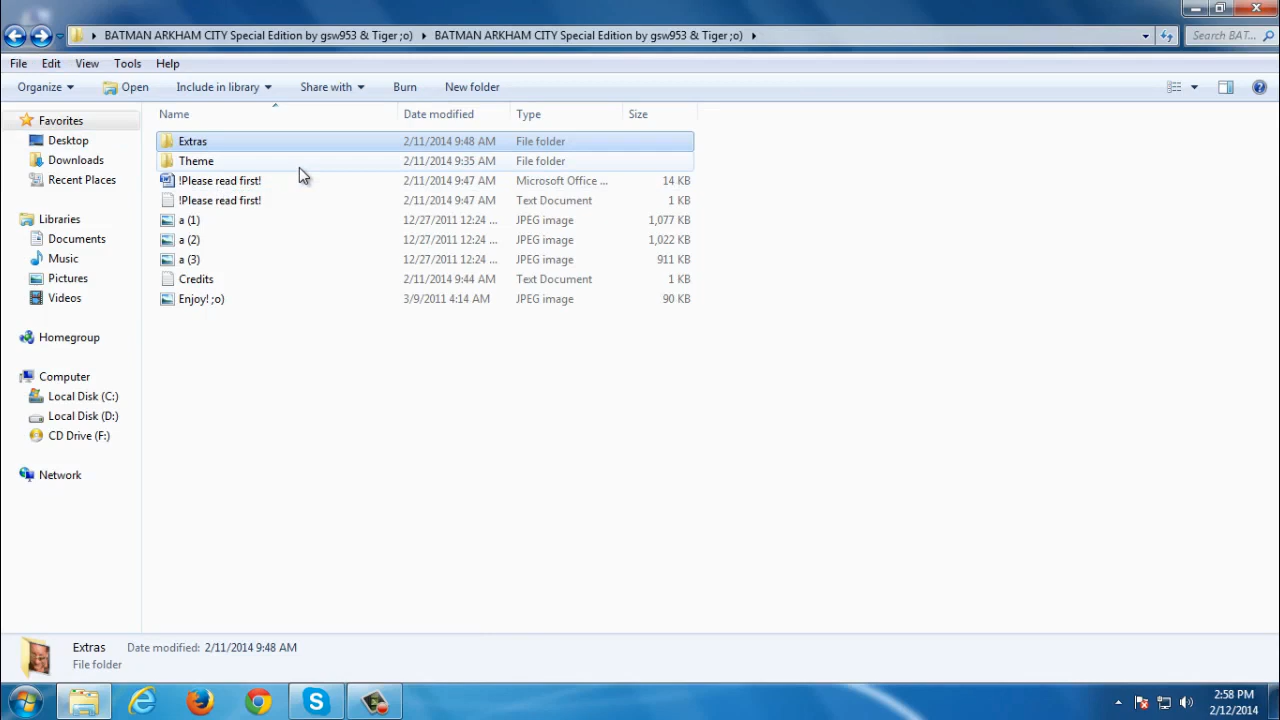 BATMAN ARKHAM CITY Special Edition by gsw953 & Tiger ;o) BATMAN ARKHAM CITY Special Edition by gsw953 & Tiger ;o) Search BAT...
File Edit View Tools Help
Organize Open Include in library Share with Burn New folder
Name Date modified Type Size
Favorites
Desktop
Downloads
Recent Places
Libraries
Documents
Music
Pictures
Videos
Homegroup
Computer
Local Disk (C:)
Local Disk (D:)
CD Drive (F:)
Network
Extras 2/11/2014 9:48 AM File folder
Theme 2/11/2014 9:35 AM File folder
!Please read first! 2/11/2014 9:47 AM Microsoft Office ... 14 KB
!Please read first! 2/11/2014 9:47 AM Text Document 1 KB
a (1) 12/27/2011 12:24 ... JPEG image 1,077 KB
a (2) 12/27/2011 12:24 ... JPEG image 1,022 KB
a (3) 12/27/2011 12:24 ... JPEG image 911 KB
Credits 2/11/2014 9:44 AM Text Document 1 KB
Enjoy! ;o) 3/9/2011 4:14 AM JPEG image 90 KB
Extras Date modified: 2/11/2014 9:48 AM
File folder
2:58 PM
2/12/2014